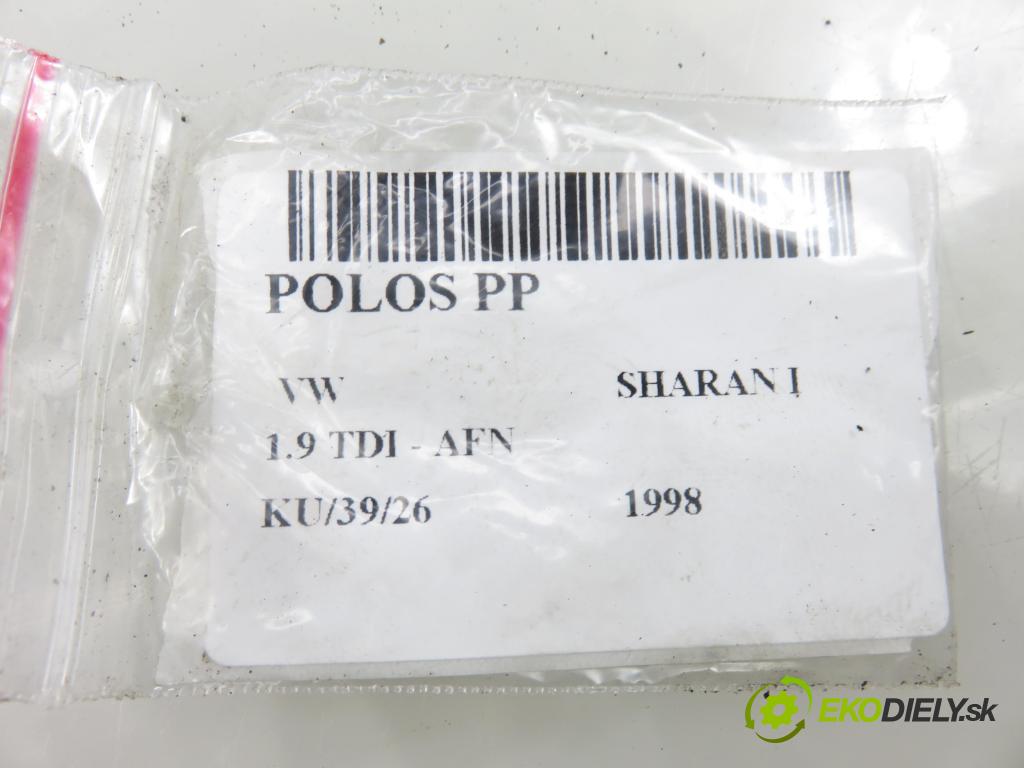 POLOS PP
VW SHARAN I
1.9 TDI - AFN
KU/39/26 1998
EKODIELY.sk